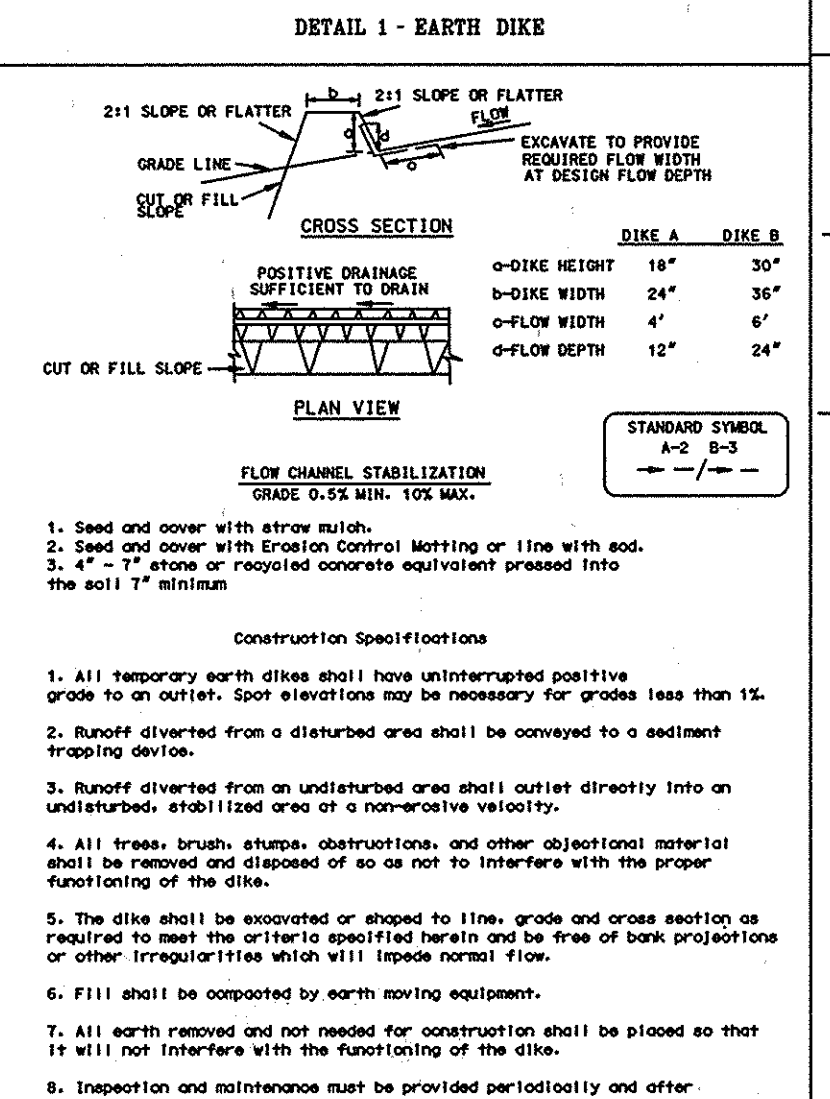 DETAIL 1 - EARTH DIKE
b
2:1 SLOPE OR FLATTER
2:1 SLOPE OR FLATTER
FLOW
a
d
EXCAVATE TO PROVIDE
REQUIRED FLOW WIDTH
AT DESIGN FLOW DEPTH
GRADE LINE
c
CUT OR FILL
SLOPE
CROSS SECTION
DIKE A DIKE B
a-DIKE HEIGHT 18" 30"
b-DIKE WIDTH 24" 36"
c-FLOW WIDTH 4' 6'
d-FLOW DEPTH 12" 24"
POSITIVE DRAINAGE
SUFFICIENT TO DRAIN
CUT OR FILL SLOPE
PLAN VIEW
STANDARD SYMBOL
A-2 B-3
FLOW CHANNEL STABILIZATION
GRADE 0.5% MIN. 10% MAX.
1. Seed and cover with straw mulch.
2. Seed and cover with Erosion Control Matting or line with sod.
3. 4" ~ 7" stone or recycled concrete equivalent pressed into
the soil 7" minimum
Construction Specifications
1. All temporary earth dikes shall have uninterrupted positive
grade to an outlet. Spot elevations may be necessary for grades less than 1%.
2. Runoff diverted from a disturbed area shall be conveyed to a sediment
trapping device.
3. Runoff diverted from an undisturbed area shall outlet directly into an
undisturbed, stabilized area at a non-erosive velocity.
4. All trees, brush, stumps, obstructions, and other objectional material
shall be removed and disposed of so as not to interfere with the proper
functioning of the dike.
5. The dike shall be excavated or shaped to line, grade and cross section as
required to meet the criteria specified herein and be free of bank projections
or other irregularities which will impede normal flow.
6. Fill shall be compacted by earth moving equipment.
7. All earth removed and not needed for construction shall be placed so that
it will not interfere with the functioning of the dike.
8. Inspection and maintenance must be provided periodically and after